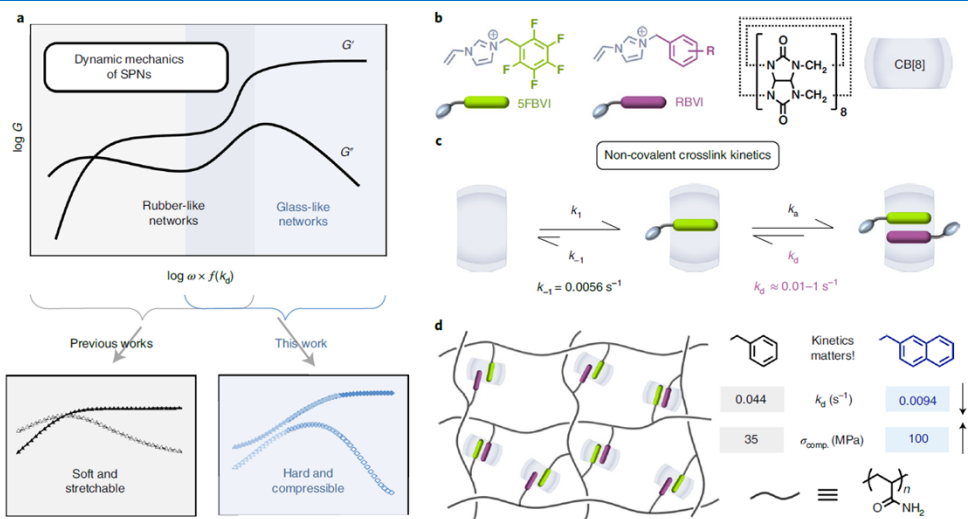 a
Dynamic mechanics
of SPNs
G′
G″
log G
Rubber-like
networks
Glass-like
networks
log ω × f(kd)
Previous works
This work
Soft and
stretchable
Hard and
compressible
b
N
N
+
F
F
F
F
F
5FBVI
N
N
+
R
RBVI
O
N
N
CH2
N
N
CH2
O
8
CB[8]
c
Non-covalent crosslink kinetics
k1
k−1
k−1 = 0.0056 s−1
ka
kd
kd ≈ 0.01–1 s−1
d
Kinetics
matters!
0.044
kd (s−1)
0.0094
35
σcomp. (MPa)
100
n
O
NH2